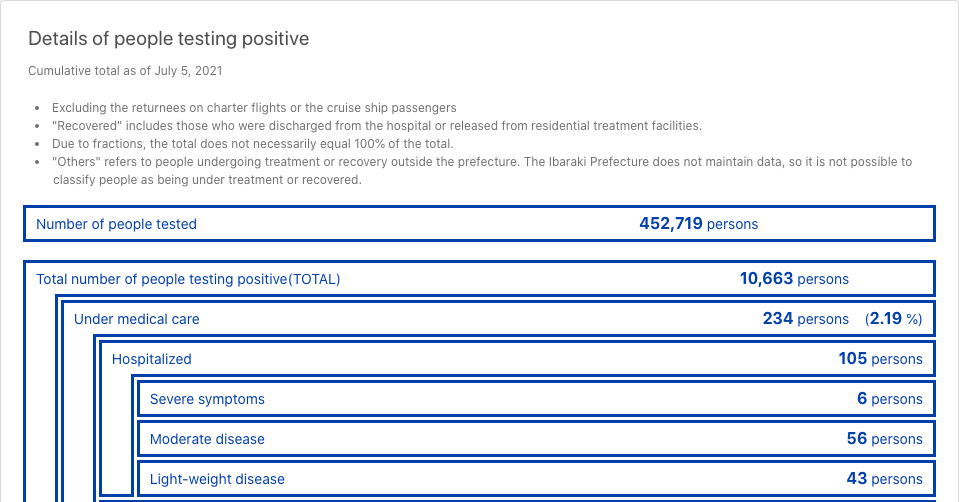 Details of people testing positive
Cumulative total as of July 5, 2021
• Excluding the returnees on charter flights or the cruise ship passengers
• "Recovered" includes those who were discharged from the hospital or released from residential treatment facilities.
• Due to fractions, the total does not necessarily equal 100% of the total.
• "Others" refers to people undergoing treatment or recovery outside the prefecture. The Ibaraki Prefecture does not maintain data, so it is not possible to
classify people as being under treatment or recovered.
Number of people tested 452,719 persons
Total number of people testing positive(TOTAL) 10,663 persons
Under medical care 234 persons (2.19 %)
Hospitalized 105 persons
Severe symptoms 6 persons
Moderate disease 56 persons
Light-weight disease 43 persons